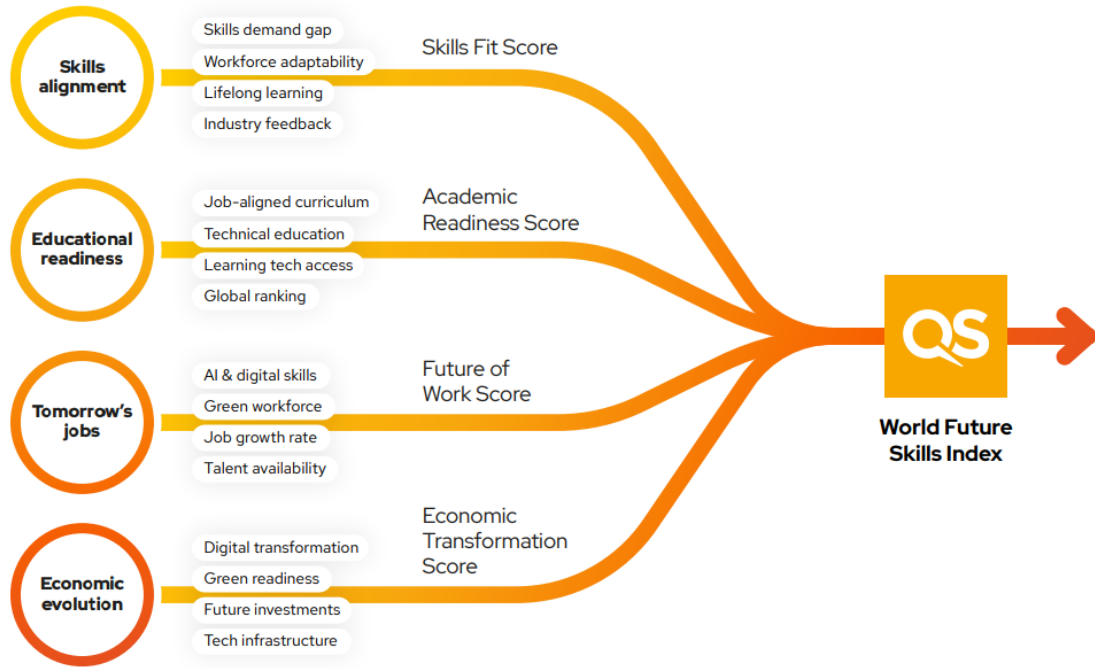 Skills
alignment
Skills demand gap
Workforce adaptability
Lifelong learning
Industry feedback
Skills Fit Score
Educational
readiness
Job-aligned curriculum
Technical education
Learning tech access
Global ranking
Academic
Readiness Score
Tomorrow’s
jobs
AI & digital skills
Green workforce
Job growth rate
Talent availability
Future of
Work Score
Economic
evolution
Digital transformation
Green readiness
Future investments
Tech infrastructure
Economic
Transformation
Score
QS
World Future
Skills Index